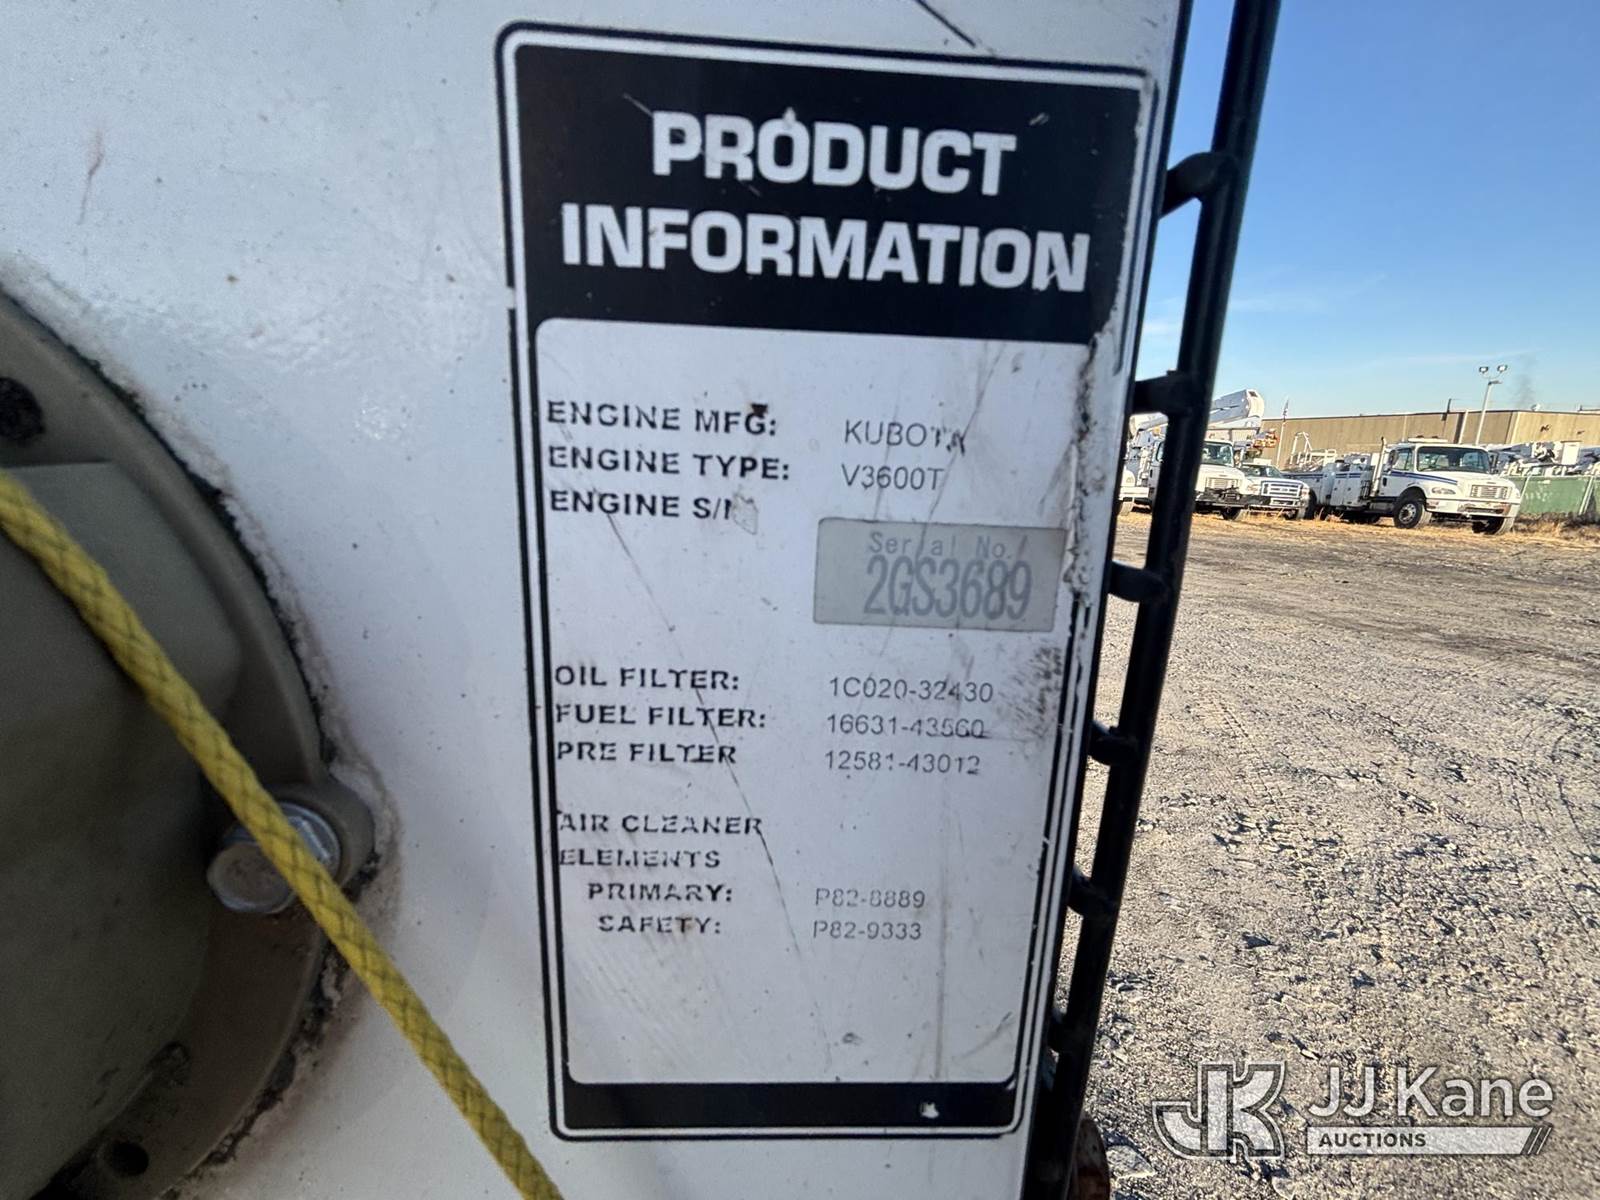 PRODUCT
INFORMATION
ENGINE MFG: KUBOTA
ENGINE TYPE: V3600T
ENGINE S/N
Serial No.
2GS3689
OIL FILTER: 1C020-32430
FUEL FILTER: 16631-43560
PRE FILTER 12581-43012
AIR CLEANER
ELEMENTS
PRIMARY: P82-8889
SAFETY: P82-9333
JK JJ Kane
AUCTIONS